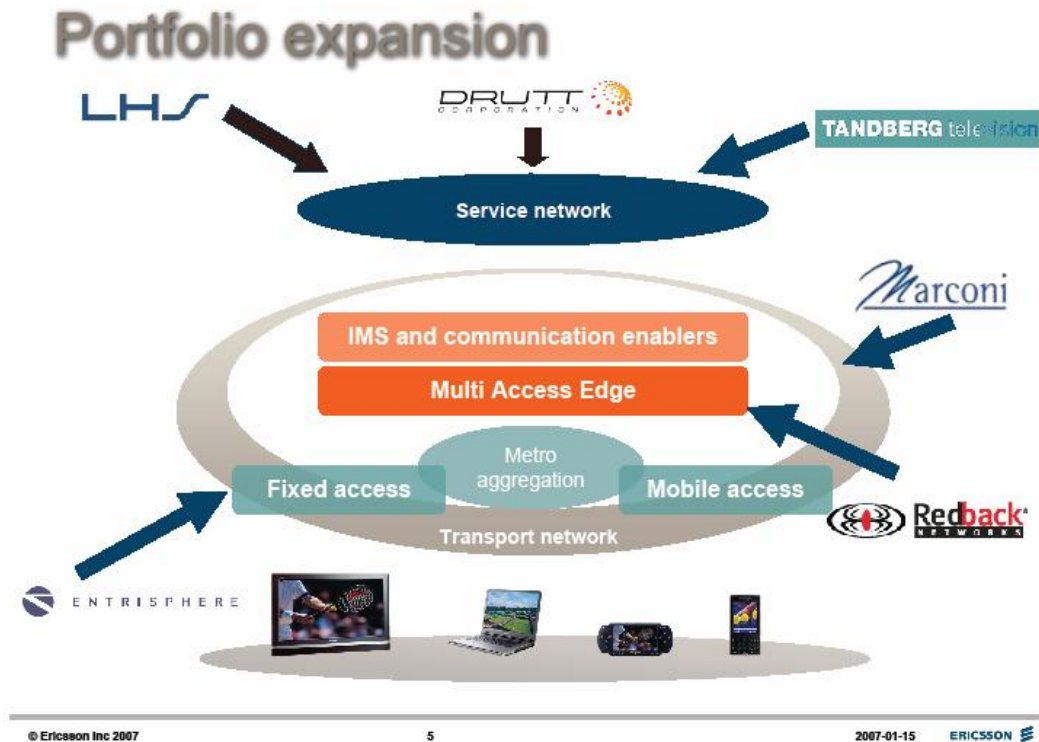 Portfolio expansion
LHS
DRUTT
CORPORATION
TANDBERG television
Service network
Marconi
IMS and communication enablers
Multi Access Edge
Metro
aggregation
Fixed access
Mobile access
Transport network
Redback
NETWORKS
ENTRISPHERE
© Ericsson Inc 2007
5
2007-01-15
ERICSSON